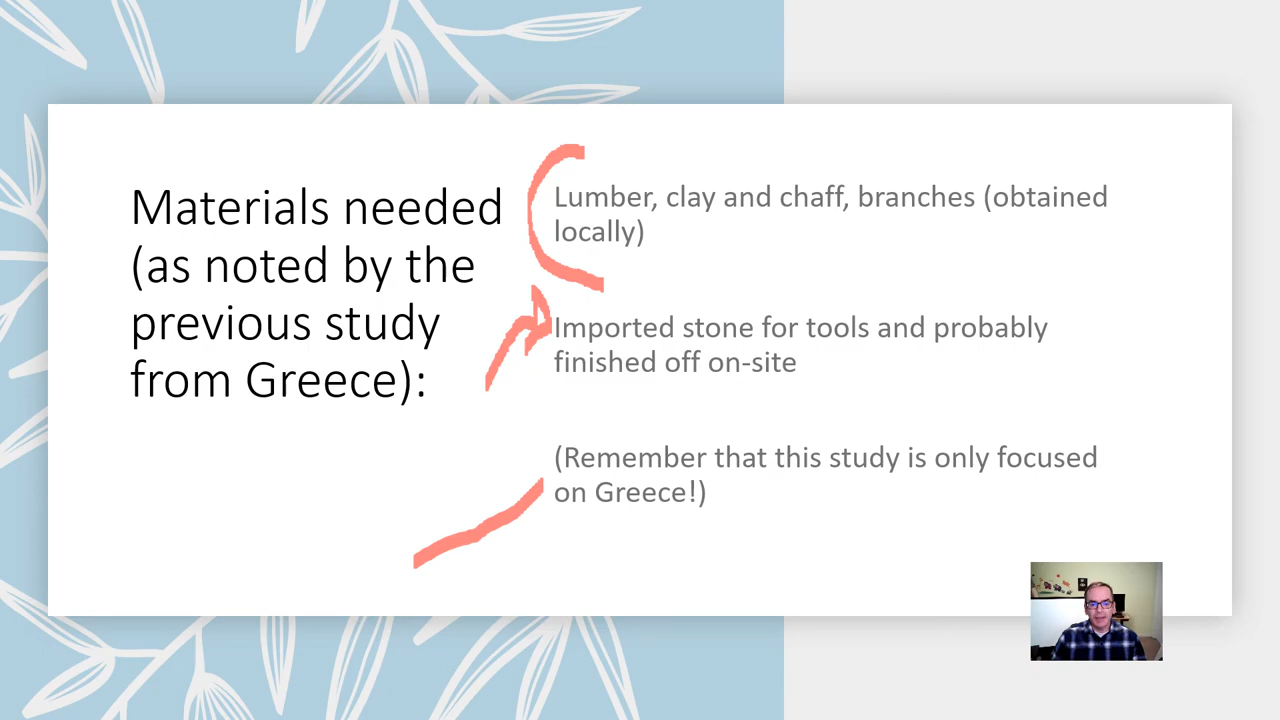 Materials needed
(as noted by the
previous study
from Greece):
Lumber, clay and chaff, branches (obtained
locally)
Imported stone for tools and probably
finished off on-site
(Remember that this study is only focused
on Greece!)